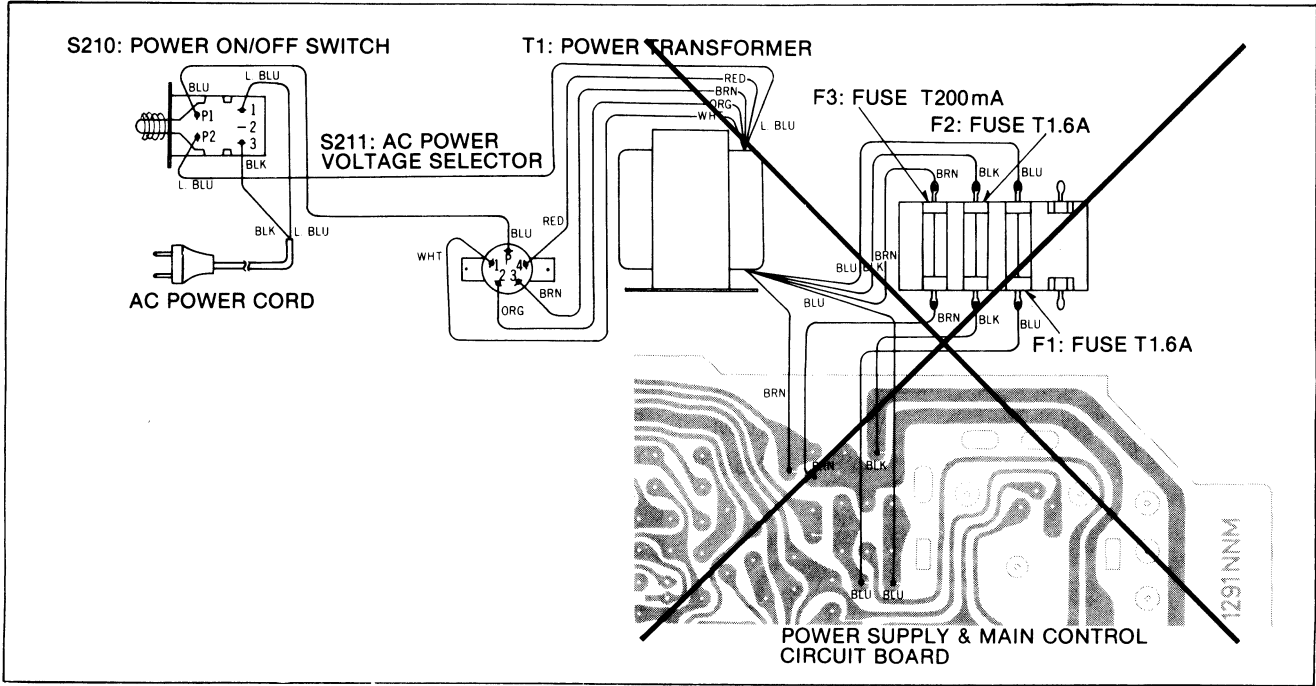 S210: POWER ON/OFF SWITCH
T1: POWER TRANSFORMER
BLU
L. BLU
P1
1
2
P2
3
BLK
L. BLU
S211: AC POWER
VOLTAGE SELECTOR
RED
BRN
ORG
WHT
L. BLU
F3: FUSE T200mA
F2: FUSE T1.6A
BRN
BLK
BLU
BLK
L. BLU
AC POWER CORD
WHT
BLU
RED
P
1
4
2
3
ORG
BRN
BLU
BLK
BRN
BLU
BRN
BLK
BLU
F1: FUSE T1.6A
BRN
BRN
BLK
BLU
BLU
1291NNM
POWER SUPPLY & MAIN CONTROL
CIRCUIT BOARD